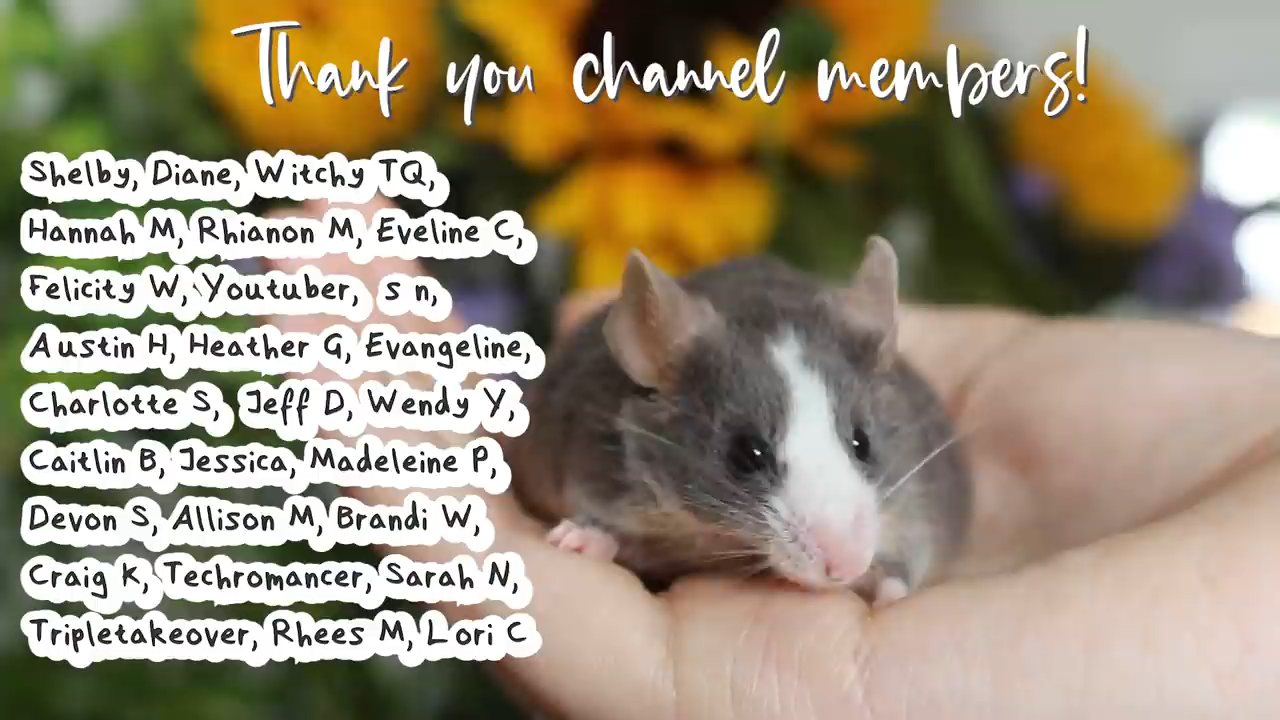 Thank you channel members!
Shelby, Diane, Witchy TQ,
Hannah M, Rhianon M, Eveline C,
Felicity W, Youtuber, s n,
Austin H, Heather G, Evangeline,
Charlotte S, Jeff D, Wendy Y,
Caitlin B, Jessica, Madeleine P,
Devon S, Allison M, Brandi W,
Craig K, Techromancer, Sarah N,
Tripletakeover, Rhees M, Lori C